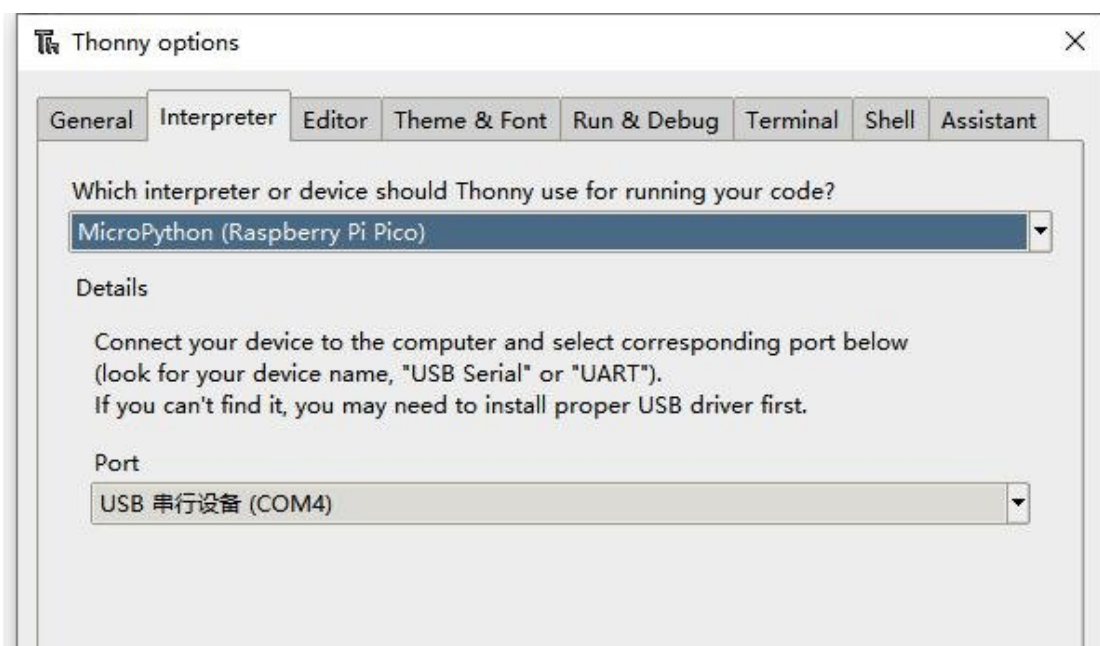 Thonny options
General Interpreter Editor Theme & Font Run & Debug Terminal Shell Assistant
Which interpreter or device should Thonny use for running your code?
MicroPython (Raspberry Pi Pico)
Details
Connect your device to the computer and select corresponding port below
(look for your device name, "USB Serial" or "UART").
If you can't find it, you may need to install proper USB driver first.
Port
USB 串行设备 (COM4)